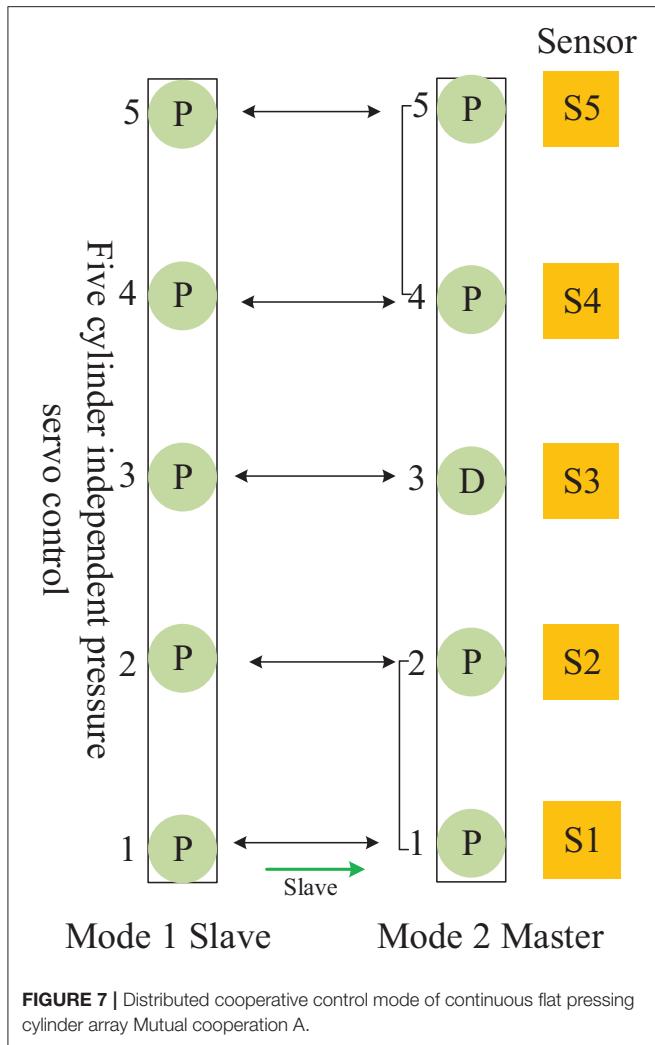 Sensor
5 P 5 P S5
4 P 4 P S4
Five cylinder independent pressure
servo control
3 P 3 D S3
2 P 2 P S2
1 P 1 P S1
Slave
Mode 1 Slave Mode 2 Master
FIGURE 7 | Distributed cooperative control mode of continuous flat pressing
cylinder array Mutual cooperation A.